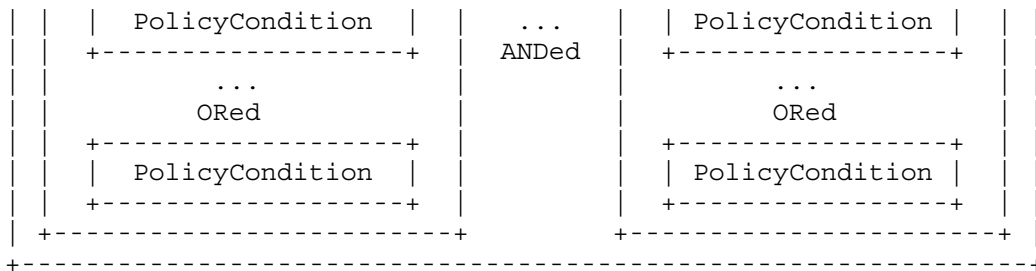 | | | PolicyCondition | | ... | | PolicyCondition | | |
| | +-------------------+ | ANDed | +----------------+ | |
| | ... | | ... | |
| | ORed | | ORed | |
| | +-------------------+ | | +----------------+ | |
| | | PolicyCondition | | | | PolicyCondition | | |
| | +-------------------+ | | +----------------+ | |
| +-------------------------+ +-----------------------+ |
+---------------------------------------------------------------+